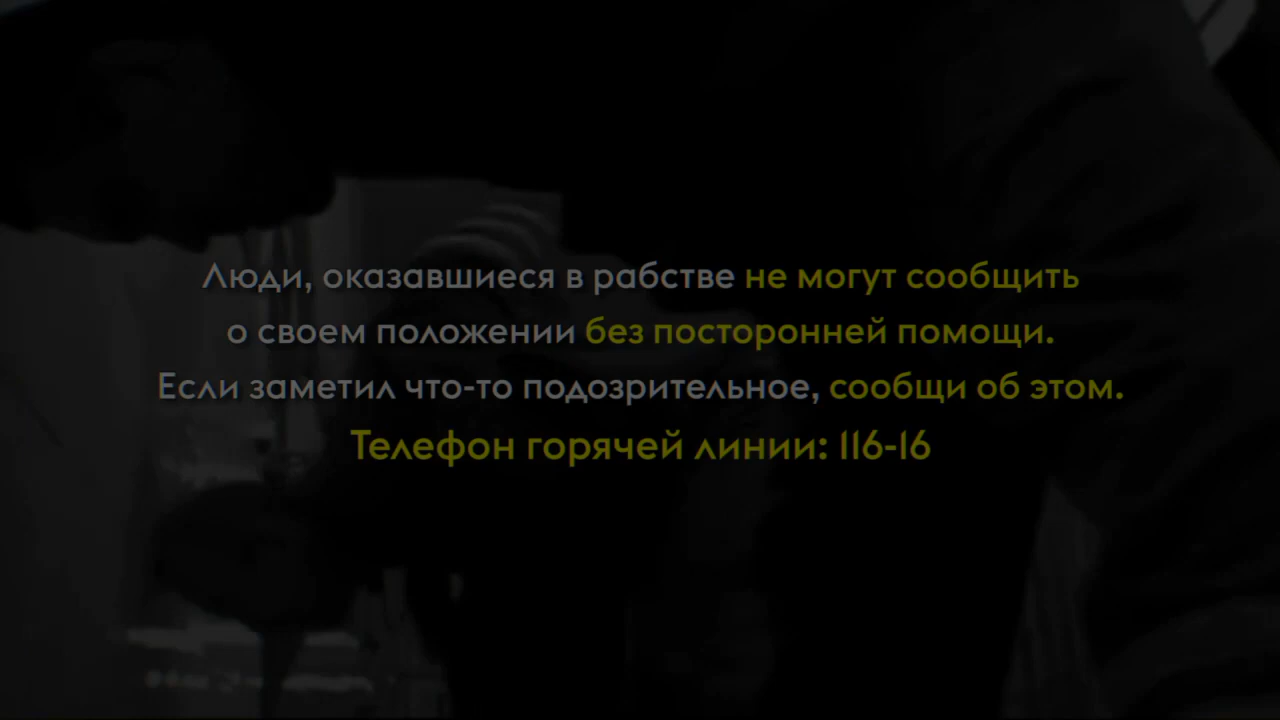 Люди, оказавшиеся в рабстве не могут сообщить
о своем положении без посторонней помощи.
Если заметил что-то подозрительное, сообщи об этом.
Телефон горячей линии: 116-16